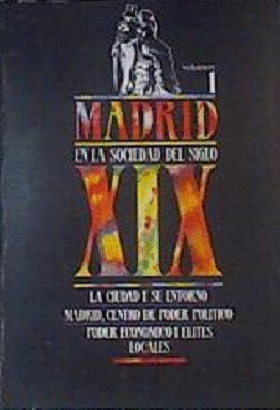 volumen
1
MADRID
EN LA SOCIEDAD DEL SIGLO
XIX
LA CIUDAD Y SU ENTORNO
MADRID, CENTRO DE PODER POLITICO
PODER ECONOMICO Y ELITES
LOCALES